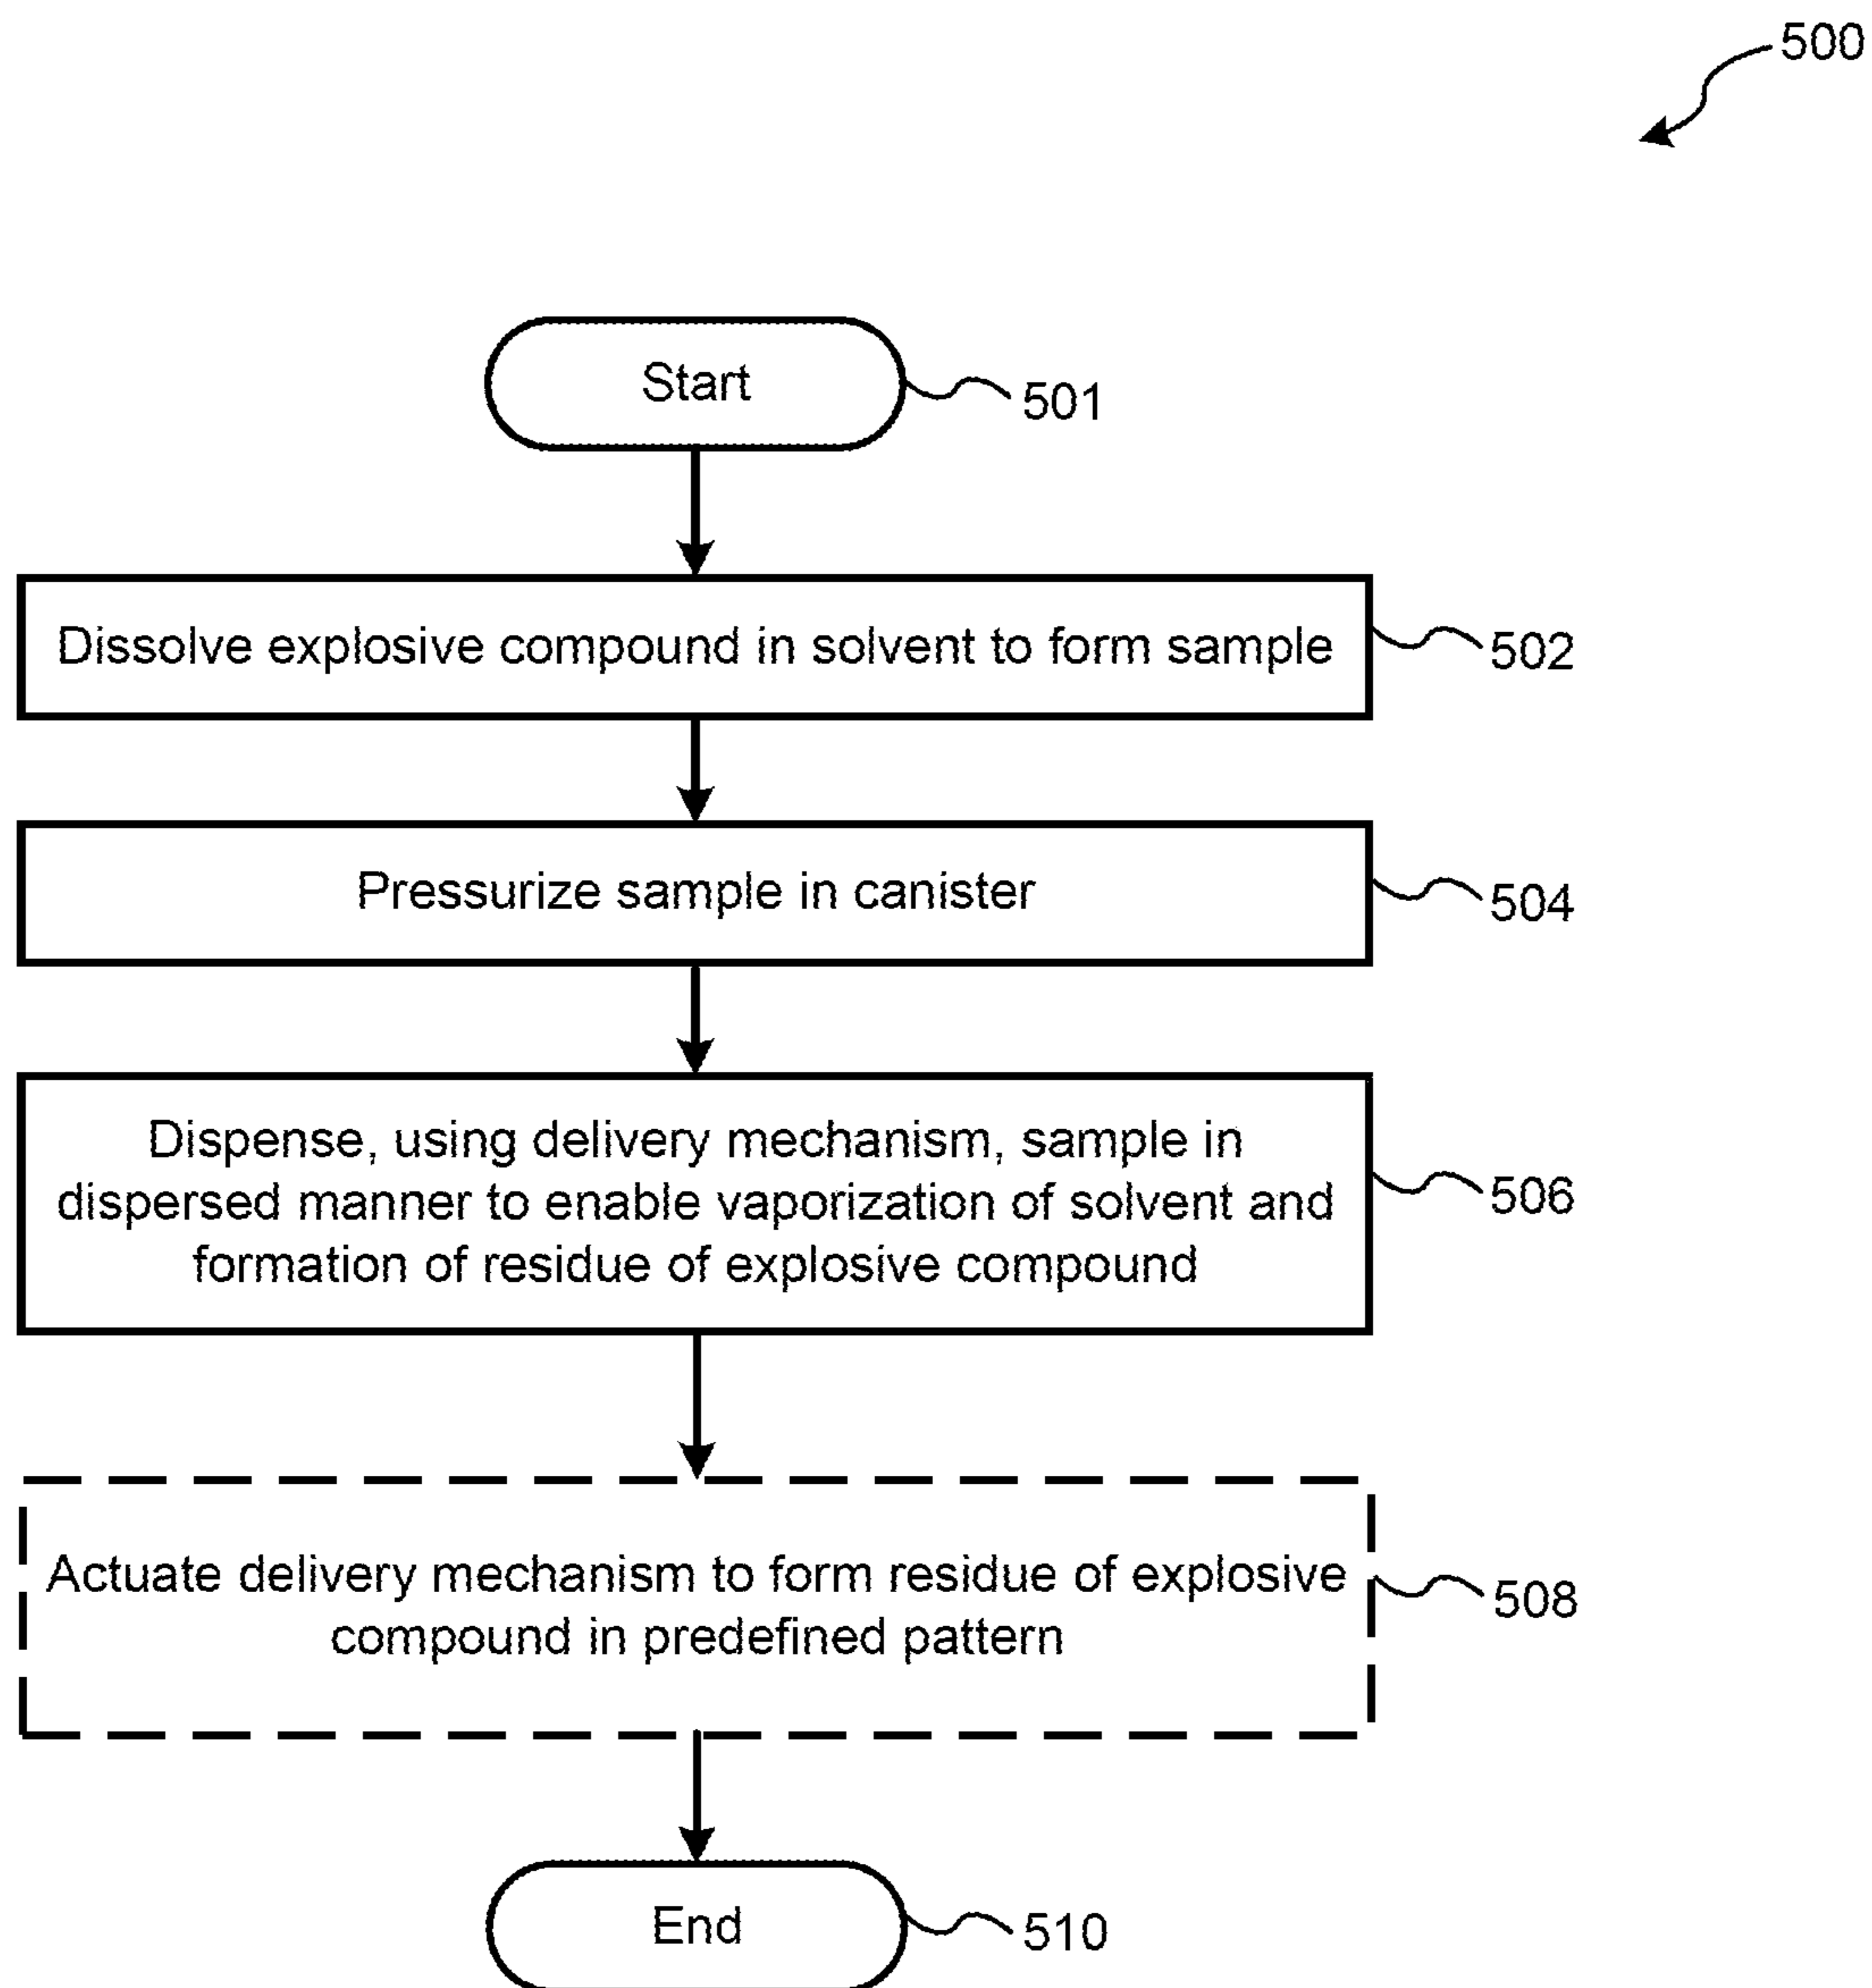 500
Start
501
Dissolve explosive compound in solvent to form sample
502
Pressurize sample in canister
504
Dispense, using delivery mechanism, sample in
dispersed manner to enable vaporization of solvent and
formation of residue of explosive compound
506
Actuate delivery mechanism to form residue of explosive
compound in predefined pattern
508
End
510